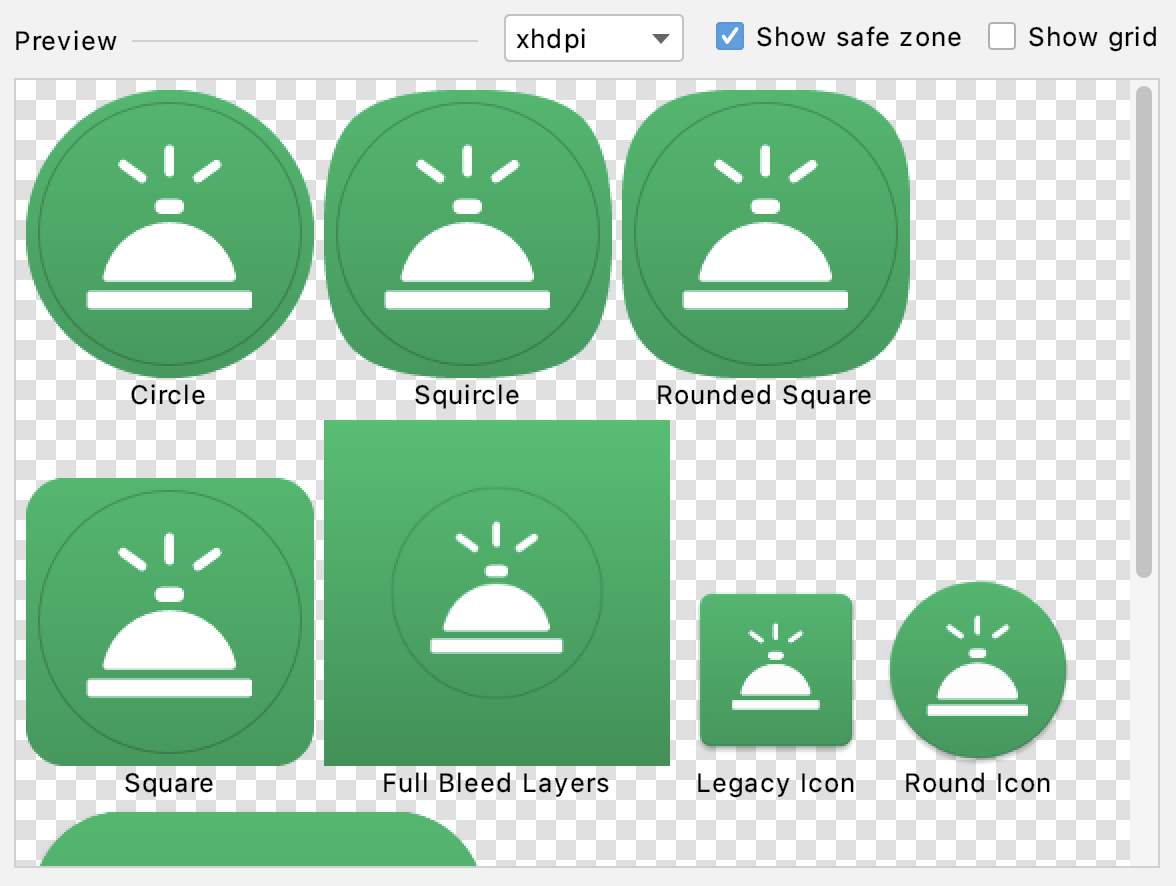 Preview xhdpi Show safe zone Show grid
Circle Squircle Rounded Square
Square Full Bleed Layers Legacy Icon Round Icon